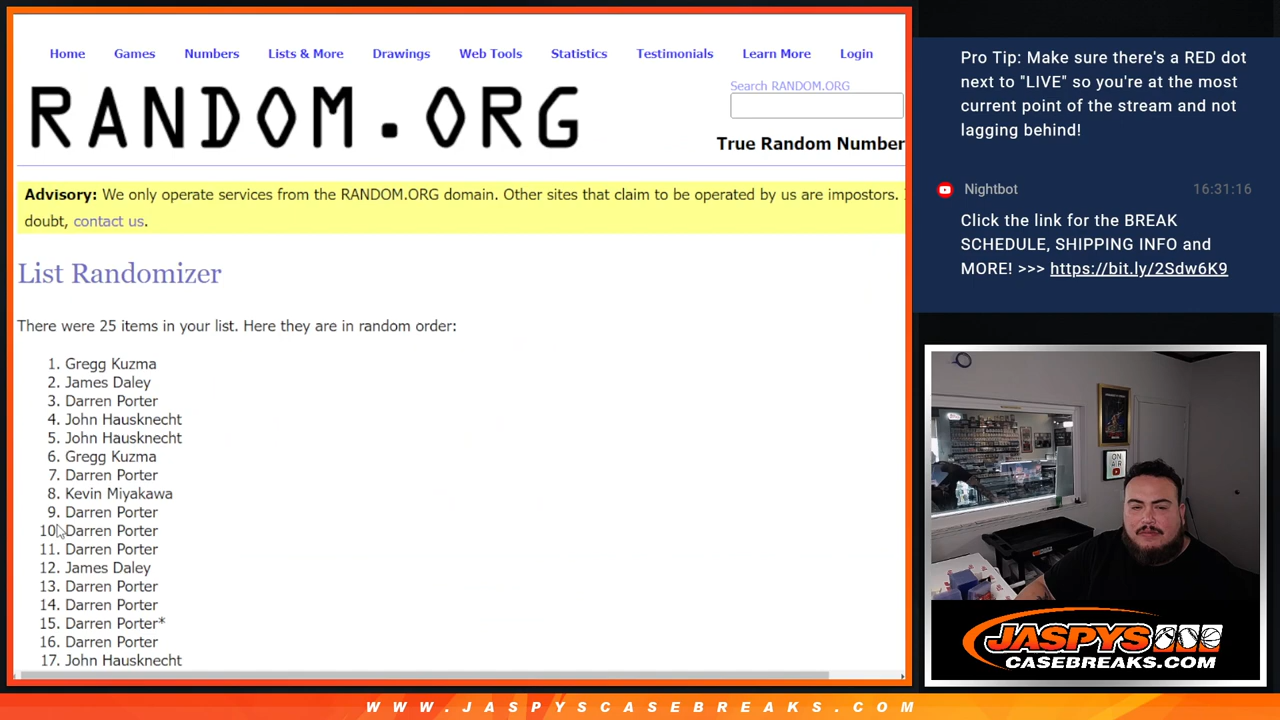 Home Games Numbers Lists & More Drawings Web Tools Statistics Testimonials Learn More Login
RANDOM.ORG
Search RANDOM.ORG
True Random Number
Advisory: We only operate services from the RANDOM.ORG domain. Other sites that claim to be operated by us are impostors.
doubt, contact us.
List Randomizer
There were 25 items in your list. Here they are in random order:
1. Gregg Kuzma
2. James Daley
3. Darren Porter
4. John Hausknecht
5. John Hausknecht
6. Gregg Kuzma
7. Darren Porter
8. Kevin Miyakawa
9. Darren Porter
10. Darren Porter
11. Darren Porter
12. James Daley
13. Darren Porter
14. Darren Porter
15. Darren Porter*
16. Darren Porter
17. John Hausknecht
Pro Tip: Make sure there's a RED dot
next to "LIVE" so you're at the most
current point of the stream and not
lagging behind!
Nightbot 16:31:16
Click the link for the BREAK
SCHEDULE, SHIPPING INFO and
MORE! >>> https://bit.ly/2Sdw6K9
ON
AIR
JASPYS
CASEBREAKS.COM
WWW.JASPYSCASEBREAKS.COM